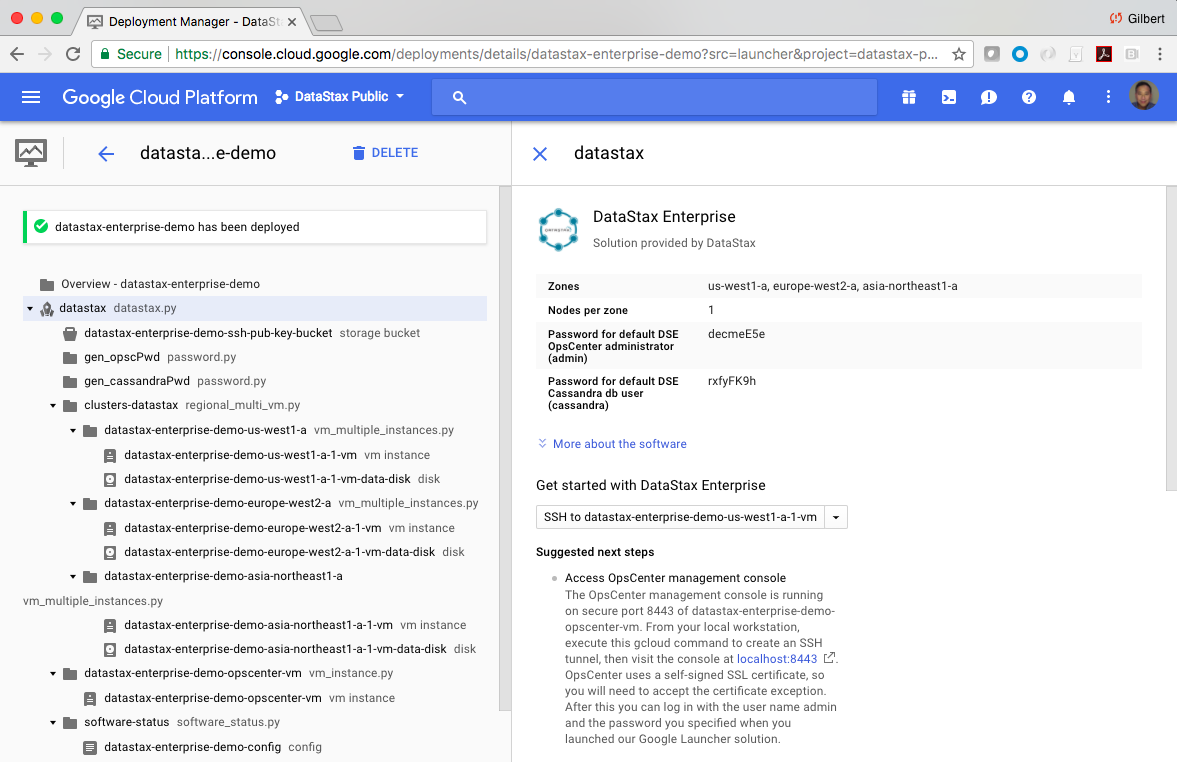 Deployment Manager - DataSt
Gilbert
Secure
https://console.cloud.google.com/deployments/details/datastax-enterprise-demo?src=launcher&project=datastax-p...
Google Cloud Platform
DataStax Public
datasta...e-demo
DELETE
datastax
datastax-enterprise-demo has been deployed
Overview - datastax-enterprise-demo
datastax datastax.py
datastax-enterprise-demo-ssh-pub-key-bucket storage bucket
gen_opscPwd password.py
gen_cassandraPwd password.py
clusters-datastax regional_multi_vm.py
datastax-enterprise-demo-us-west1-a vm_multiple_instances.py
datastax-enterprise-demo-us-west1-a-1-vm vm instance
datastax-enterprise-demo-us-west1-a-1-vm-data-disk disk
datastax-enterprise-demo-europe-west2-a vm_multiple_instances.py
datastax-enterprise-demo-europe-west2-a-1-vm vm instance
datastax-enterprise-demo-europe-west2-a-1-vm-data-disk disk
datastax-enterprise-demo-asia-northeast1-a
vm_multiple_instances.py
datastax-enterprise-demo-asia-northeast1-a-1-vm vm instance
datastax-enterprise-demo-asia-northeast1-a-1-vm-data-disk disk
datastax-enterprise-demo-opscenter-vm vm_instance.py
datastax-enterprise-demo-opscenter-vm vm instance
software-status software_status.py
datastax-enterprise-demo-config config
DATASTAX
DataStax Enterprise
Solution provided by DataStax
Zones us-west1-a, europe-west2-a, asia-northeast1-a
Nodes per zone 1
Password for default DSE decmeE5e
OpsCenter administrator
(admin)
Password for default DSE rxfyFK9h
Cassandra db user
(cassandra)
More about the software
Get started with DataStax Enterprise
SSH to datastax-enterprise-demo-us-west1-a-1-vm
Suggested next steps
Access OpsCenter management console
The OpsCenter management console is running
on secure port 8443 of datastax-enterprise-demo-
opscenter-vm. From your local workstation,
execute this gcloud command to create an SSH
tunnel, then visit the console at localhost:8443 .
OpsCenter uses a self-signed SSL certificate, so
you will need to accept the certificate exception.
After this you can log in with the user name admin
and the password you specified when you
launched our Google Launcher solution.